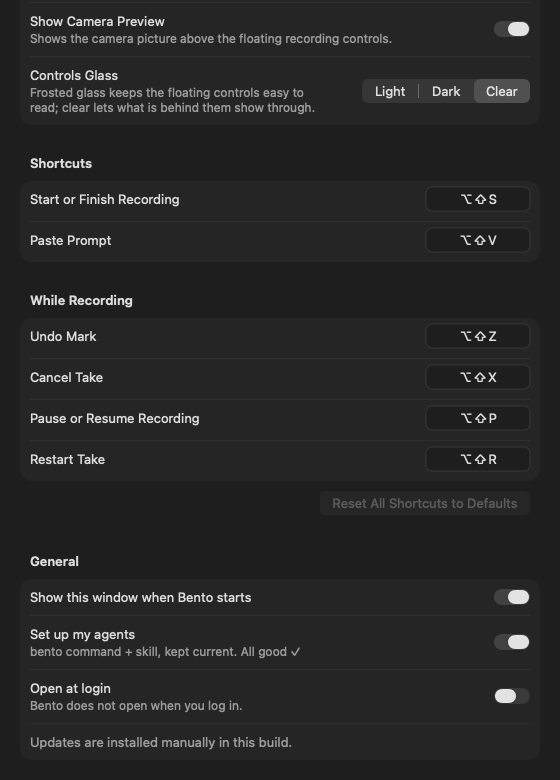 Show Camera Preview
Shows the camera picture above the floating recording controls.
Controls Glass
Frosted glass keeps the floating controls easy to
read; clear lets what is behind them show through.
Light Dark Clear
Shortcuts
Start or Finish Recording ⌥⇧S
Paste Prompt ⌥⇧V
While Recording
Undo Mark ⌥⇧Z
Cancel Take ⌥⇧X
Pause or Resume Recording ⌥⇧P
Restart Take ⌥⇧R
Reset All Shortcuts to Defaults
General
Show this window when Bento starts
Set up my agents
bento command + skill, kept current. All good ✓
Open at login
Bento does not open when you log in.
Updates are installed manually in this build.